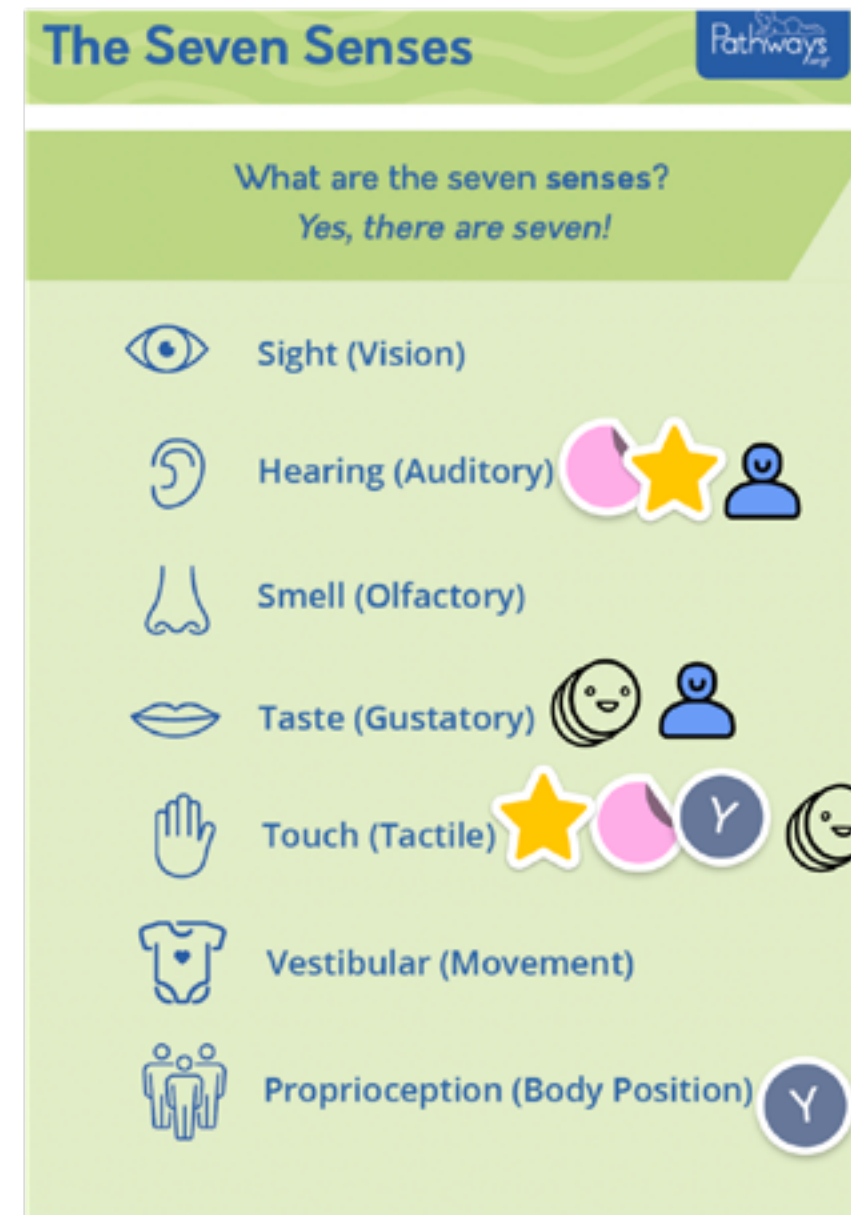 The Seven Senses
Pathways
.org
What are the seven senses?
Yes, there are seven!
Sight (Vision)
Hearing (Auditory)
Smell (Olfactory)
Taste (Gustatory)
Touch (Tactile)
Y
Vestibular (Movement)
Proprioception (Body Position)
Y